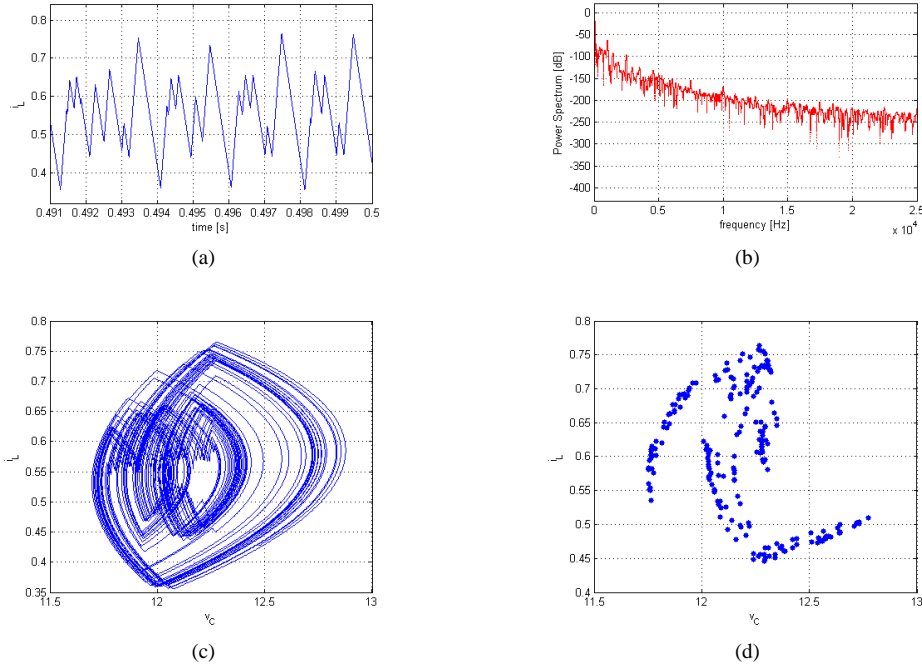 0.8
0.7
0.6
0.5
0.4
i_L
0.491 0.492 0.493 0.494 0.495 0.496 0.497 0.498 0.499 0.5
time [s]
(a)
0
-50
-100
-150
-200
-250
-300
-350
-400
Power Spectrum [dB]
0 0.5 1 1.5 2 2.5
frequency [Hz]
x 10^4
(b)
0.8
0.75
0.7
0.65
0.6
0.55
0.5
0.45
0.4
0.35
i_L
11.5 12 12.5 13
v_C
(c)
0.8
0.75
0.7
0.65
0.6
0.55
0.5
0.45
0.4
i_L
11.5 12 12.5 13
v_C
(d)